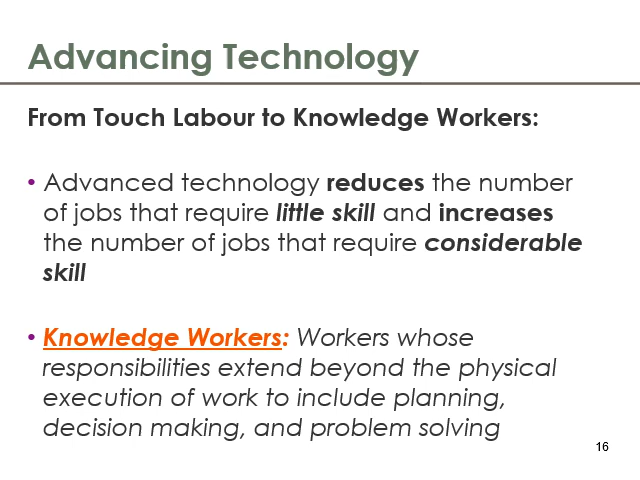 Advancing Technology
From Touch Labour to Knowledge Workers:
• Advanced technology reduces the number
of jobs that require little skill and increases
the number of jobs that require considerable
skill
• Knowledge Workers: Workers whose
responsibilities extend beyond the physical
execution of work to include planning,
decision making, and problem solving
16